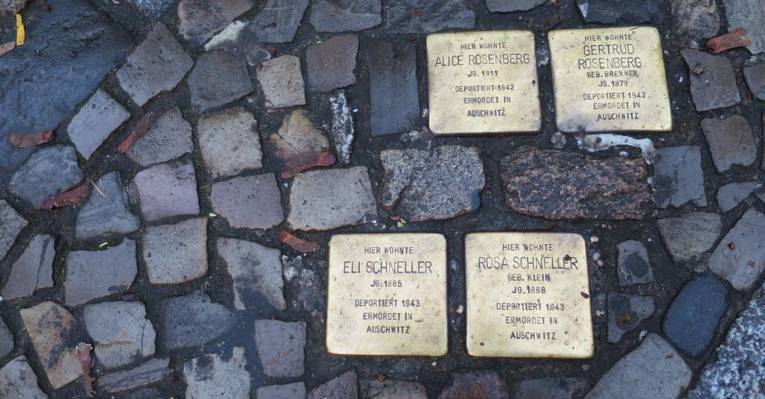 HIER WOHNTE
ALICE ROSENBERG
JG. 1911
DEPORTIERT 1942
ERMORDET IN
AUSCHWITZ
HIER WOHNTE
GERTRUD
ROSENBERG
GEB. BRENNER
JG. 1879
DEPORTIERT 1942
ERMORDET IN
AUSCHWITZ
HIER WOHNTE
ELI SCHNELLER
JG. 1885
DEPORTIERT 1943
ERMORDET IN
AUSCHWITZ
HIER WOHNTE
ROSA SCHNELLER
GEB. KLEIN
JG. 1888
DEPORTIERT 1943
ERMORDET IN
AUSCHWITZ